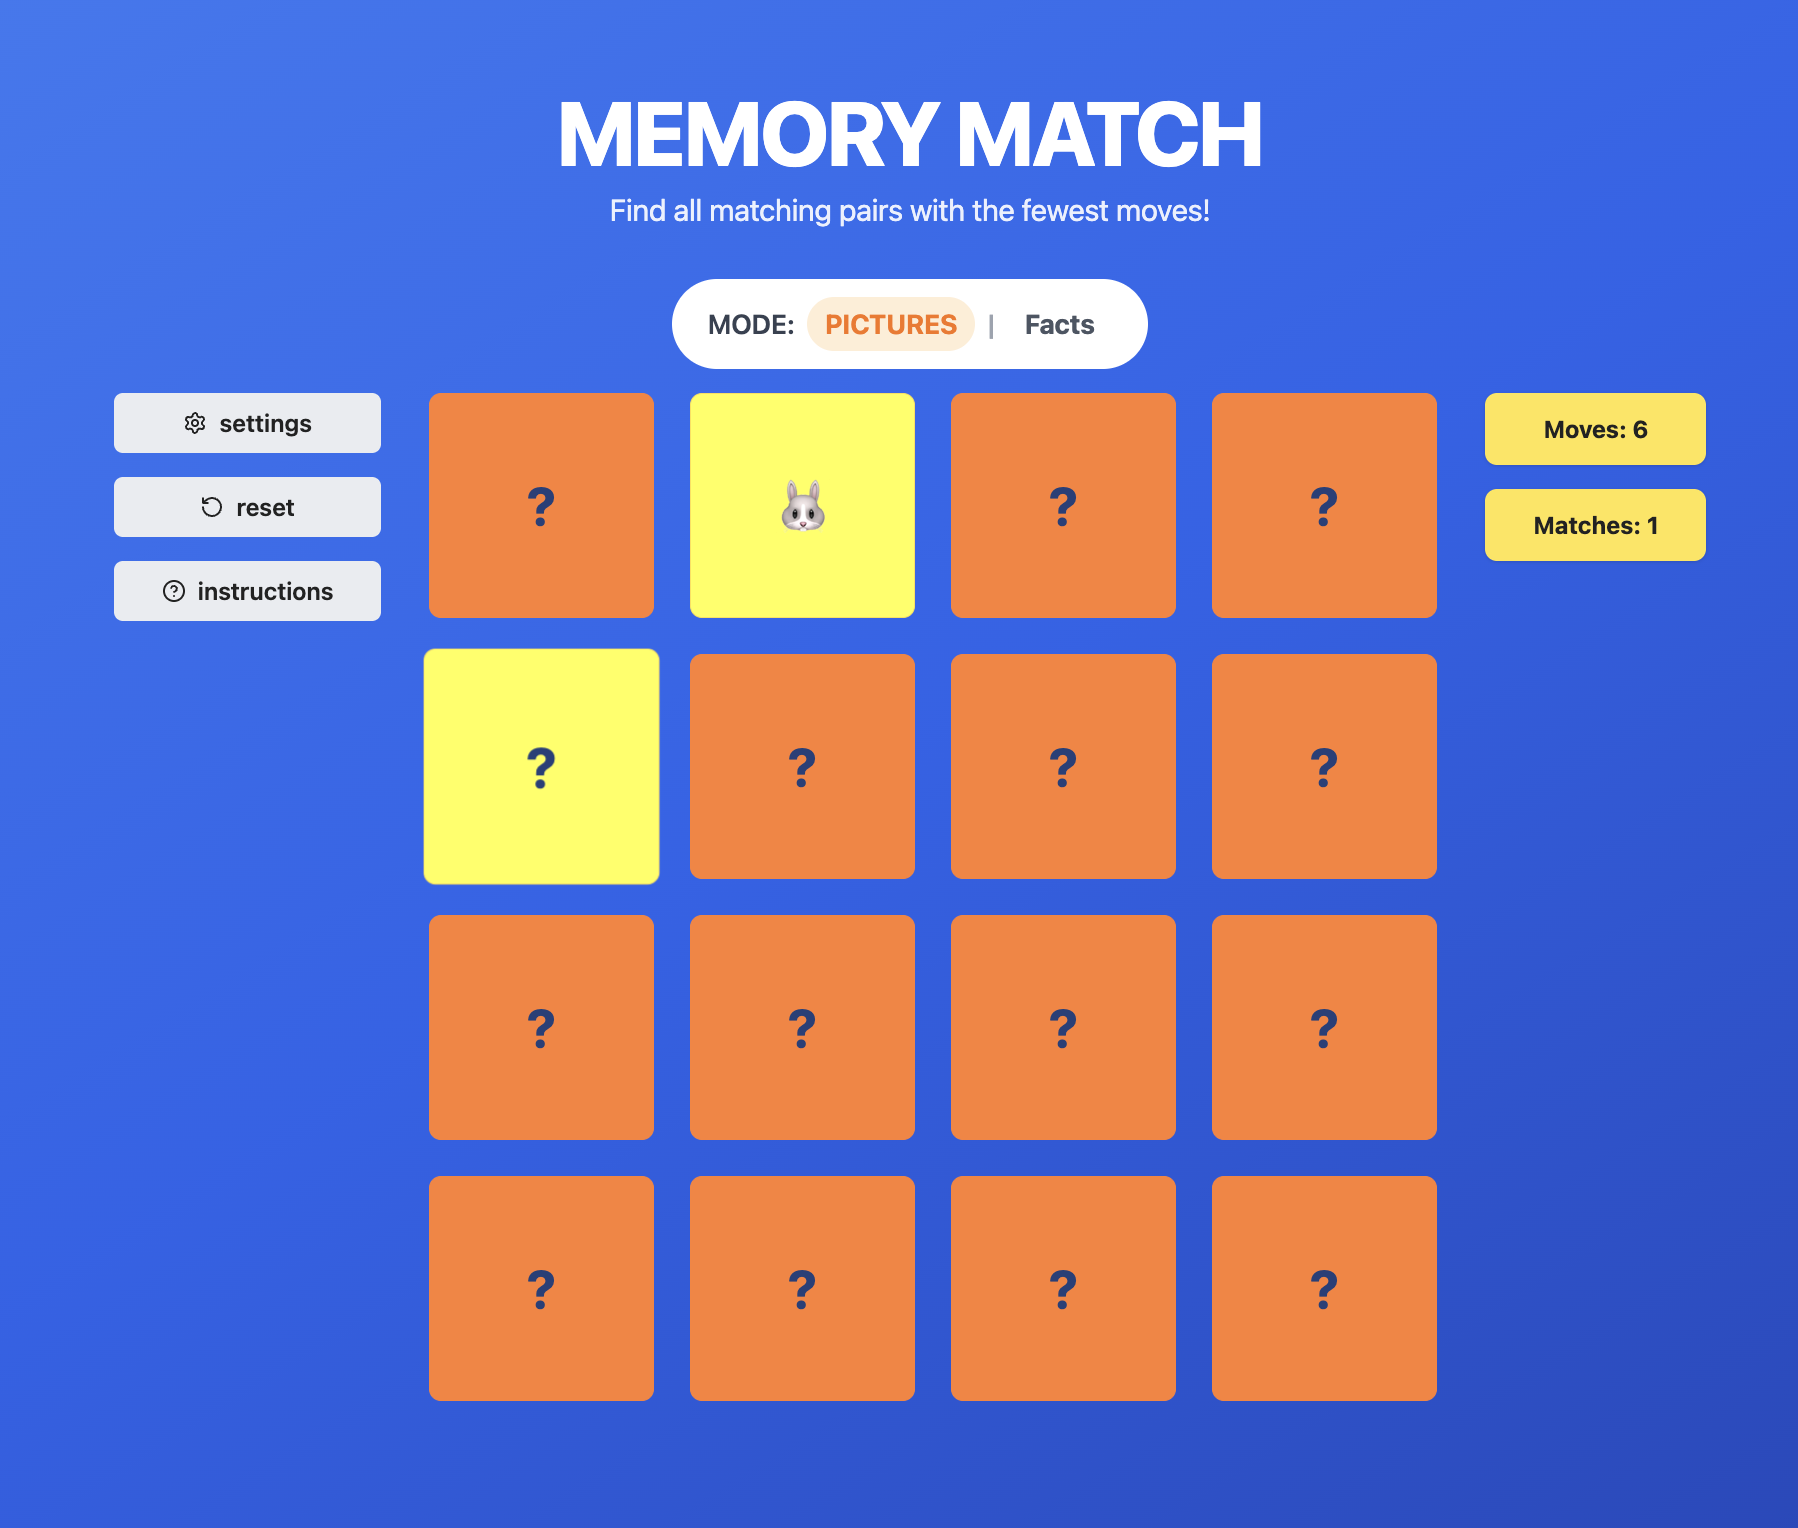 MEMORY MATCH
Find all matching pairs with the fewest moves!
MODE: PICTURES | Facts
settings
reset
instructions
? ? ?
Moves: 6
Matches: 1
? ? ? ?
? ? ? ?
? ? ? ?